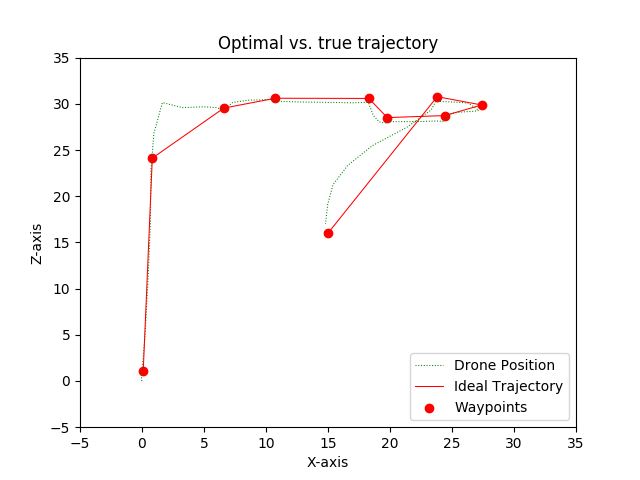 Optimal vs. true trajectory
35
30
25
20
15
10
5
0
−5
Z-axis
−5 0 5 10 15 20 25 30 35
X-axis
Drone Position
Ideal Trajectory
Waypoints